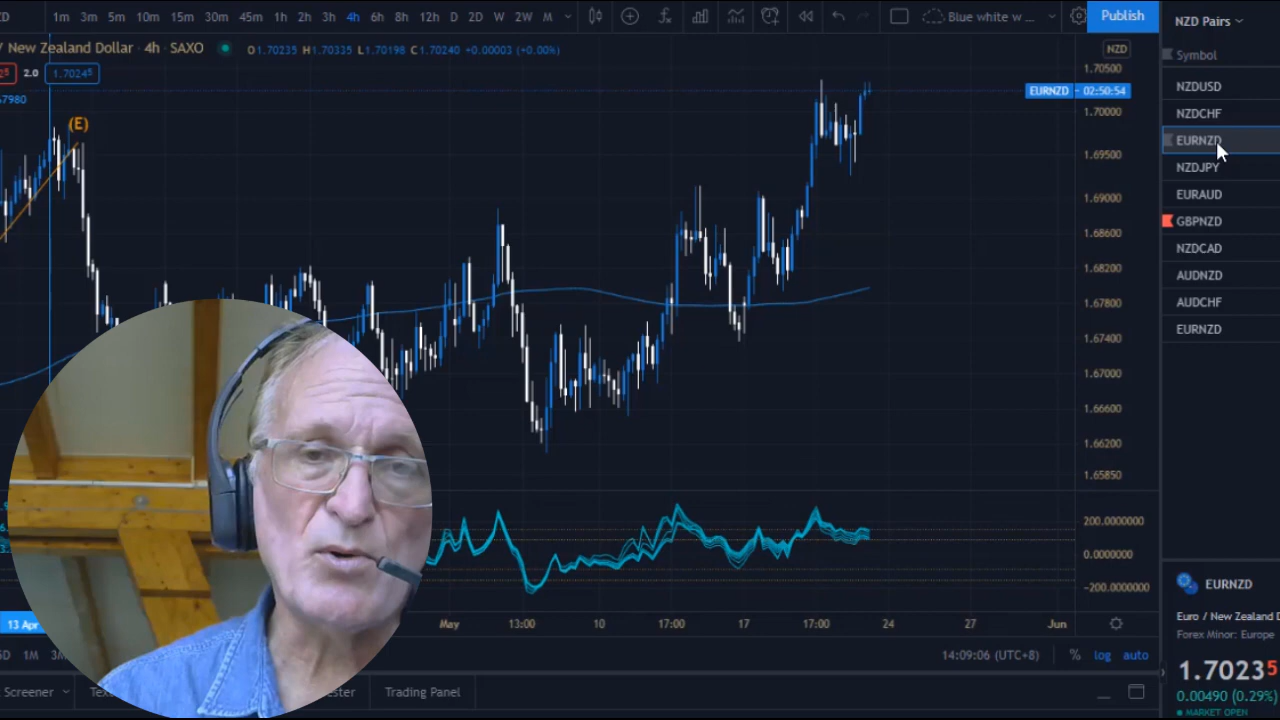 ZD 1m 3m 5m 10m 15m 30m 45m 1h 2h 3h 4h 6h 8h 12h D 2D W 2W M Blue white w ... Publish
NZD Pairs
/ New Zealand Dollar · 4h · SAXO O1.70235 H1.70335 L1.70198 C1.70240 +0.00003 (+0.00%)
NZD
Symbol
2.0 1.70245
7980
EURNZD 02:50:54
(E)
1.70500
1.70000
1.69500
1.69000
1.68600
1.68200
1.67800
1.67400
1.67000
1.66600
1.66200
1.65850
200.0000000
0.0000000
-200.0000000
NZDUSD
NZDCHF
EURNZD
NZDJPY
EURAUD
GBPNZD
NZDCAD
AUDNZD
AUDCHF
EURNZD
13 Apr May 13:00 10 17:00 17 17:00 24 27 Jun
5D 1M 14:09:06 (UTC+8) % log auto
Screener Trading Panel
EURNZD
Euro / New Zealand D
Forex Minor: Europe
1.70235
0.00490 (0.29%)
MARKET OPEN